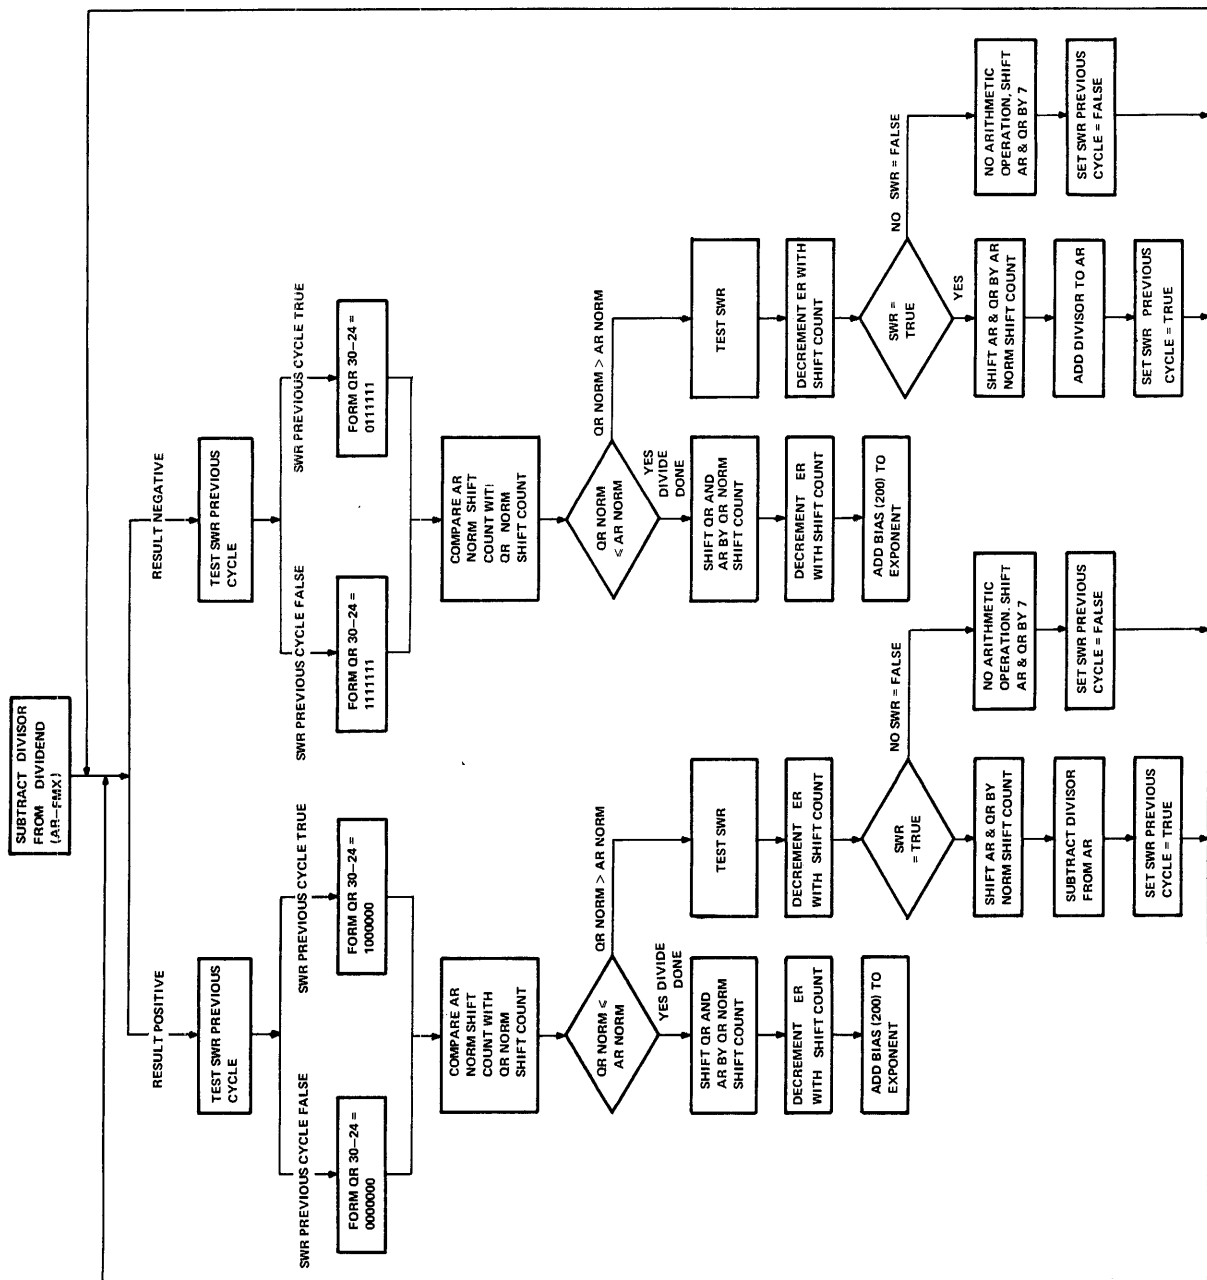 SUBTRACT DIVISOR
FROM DIVIDEND
(AR–FMX)
RESULT POSITIVE
TEST SWR PREVIOUS
CYCLE
SWR PREVIOUS CYCLE FALSE
FORM QR 30–24 =
0000000
SWR PREVIOUS CYCLE TRUE
FORM QR 30–24 =
1000000
COMPARE AR
NORM SHIFT
COUNT WITH
QR NORM
SHIFT COUNT
QR NORM ≤
AR NORM
YES DIVIDE
DONE
SHIFT QR AND
AR BY QR NORM
SHIFT COUNT
DECREMENT ER
WITH SHIFT COUNT
ADD BIAS (200) TO
EXPONENT
QR NORM > AR NORM
TEST SWR
DECREMENT ER
WITH SHIFT COUNT
SWR
= TRUE
SHIFT AR & QR BY
NORM SHIFT COUNT
SUBTRACT DIVISOR
FROM AR
SET SWR PREVIOUS
CYCLE = TRUE
NO SWR = FALSE
NO ARITHMETIC
OPERATION. SHIFT
AR & QR BY 7
SET SWR PREVIOUS
CYCLE = FALSE
RESULT NEGATIVE
TEST SWR PREVIOUS
CYCLE
SWR PREVIOUS CYCLE FALSE
FORM QR 30–24 =
111111
SWR PREVIOUS CYCLE TRUE
FORM QR 30–24 =
011111
COMPARE AR
NORM SHIFT
COUNT WIT!
QR NORM
SHIFT COUNT
QR NORM
≤ AR NORM
YES
DIVIDE
DONE
SHIFT QR AND
AR BY QR NORM
SHIFT COUNT
DECREMENT ER
WITH SHIFT COUNT
ADD BIAS (200) TO
EXPONENT
QR NORM > AR NORM
TEST SWR
DECREMENT ER WITH
SHIFT COUNT
SWR =
TRUE
YES
SHIFT AR & QR BY AR
NORM SHIFT COUNT
ADD DIVISOR TO AR
SET SWR PREVIOUS
CYCLE = TRUE
NO SWR = FALSE
NO ARITHMETIC
OPERATION, SHIFT
AR & QR BY 7
SET SWR PREVIOUS
CYCLE = FALSE